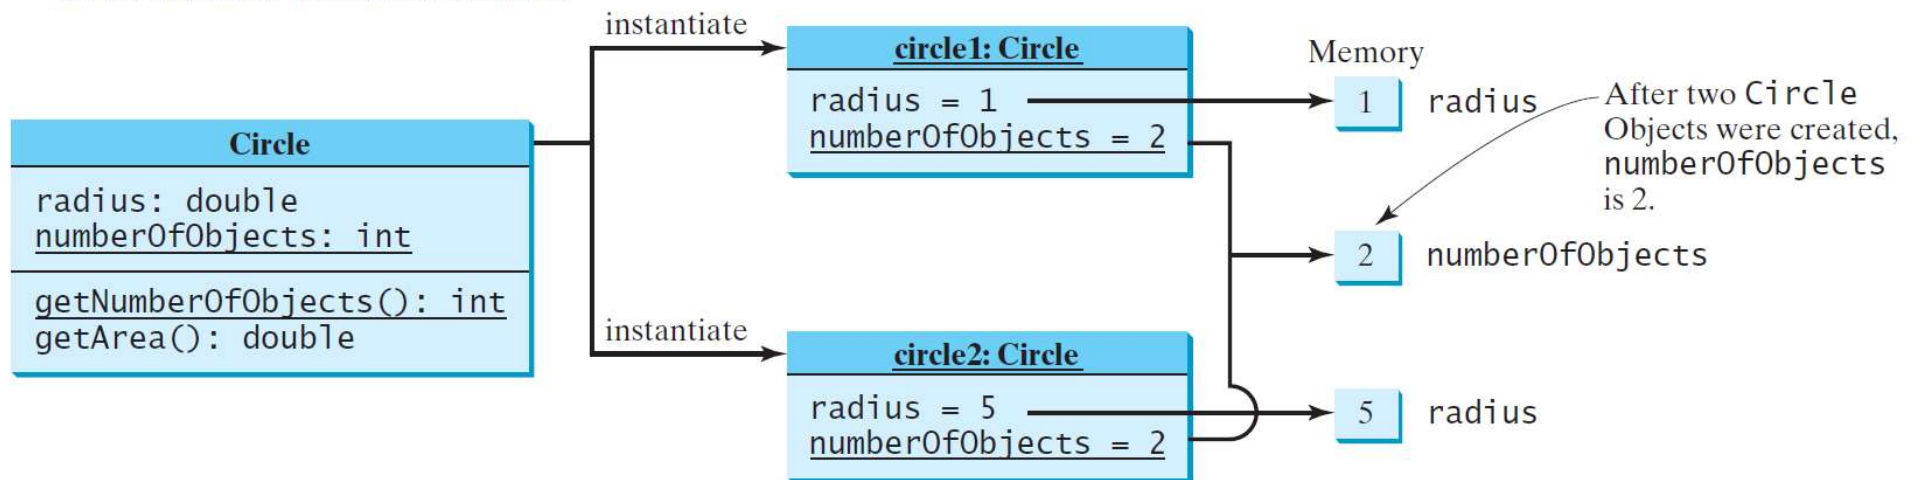 instantiate
circle1: Circle
radius = 1
numberOfObjects = 2
Memory
1 radius
After two Circle
Objects were created,
numberOfObjects
is 2.
Circle
radius: double
numberOfObjects: int
getNumberOfObjects(): int
getArea(): double
2 numberOfObjects
instantiate
circle2: Circle
radius = 5
numberOfObjects = 2
5 radius